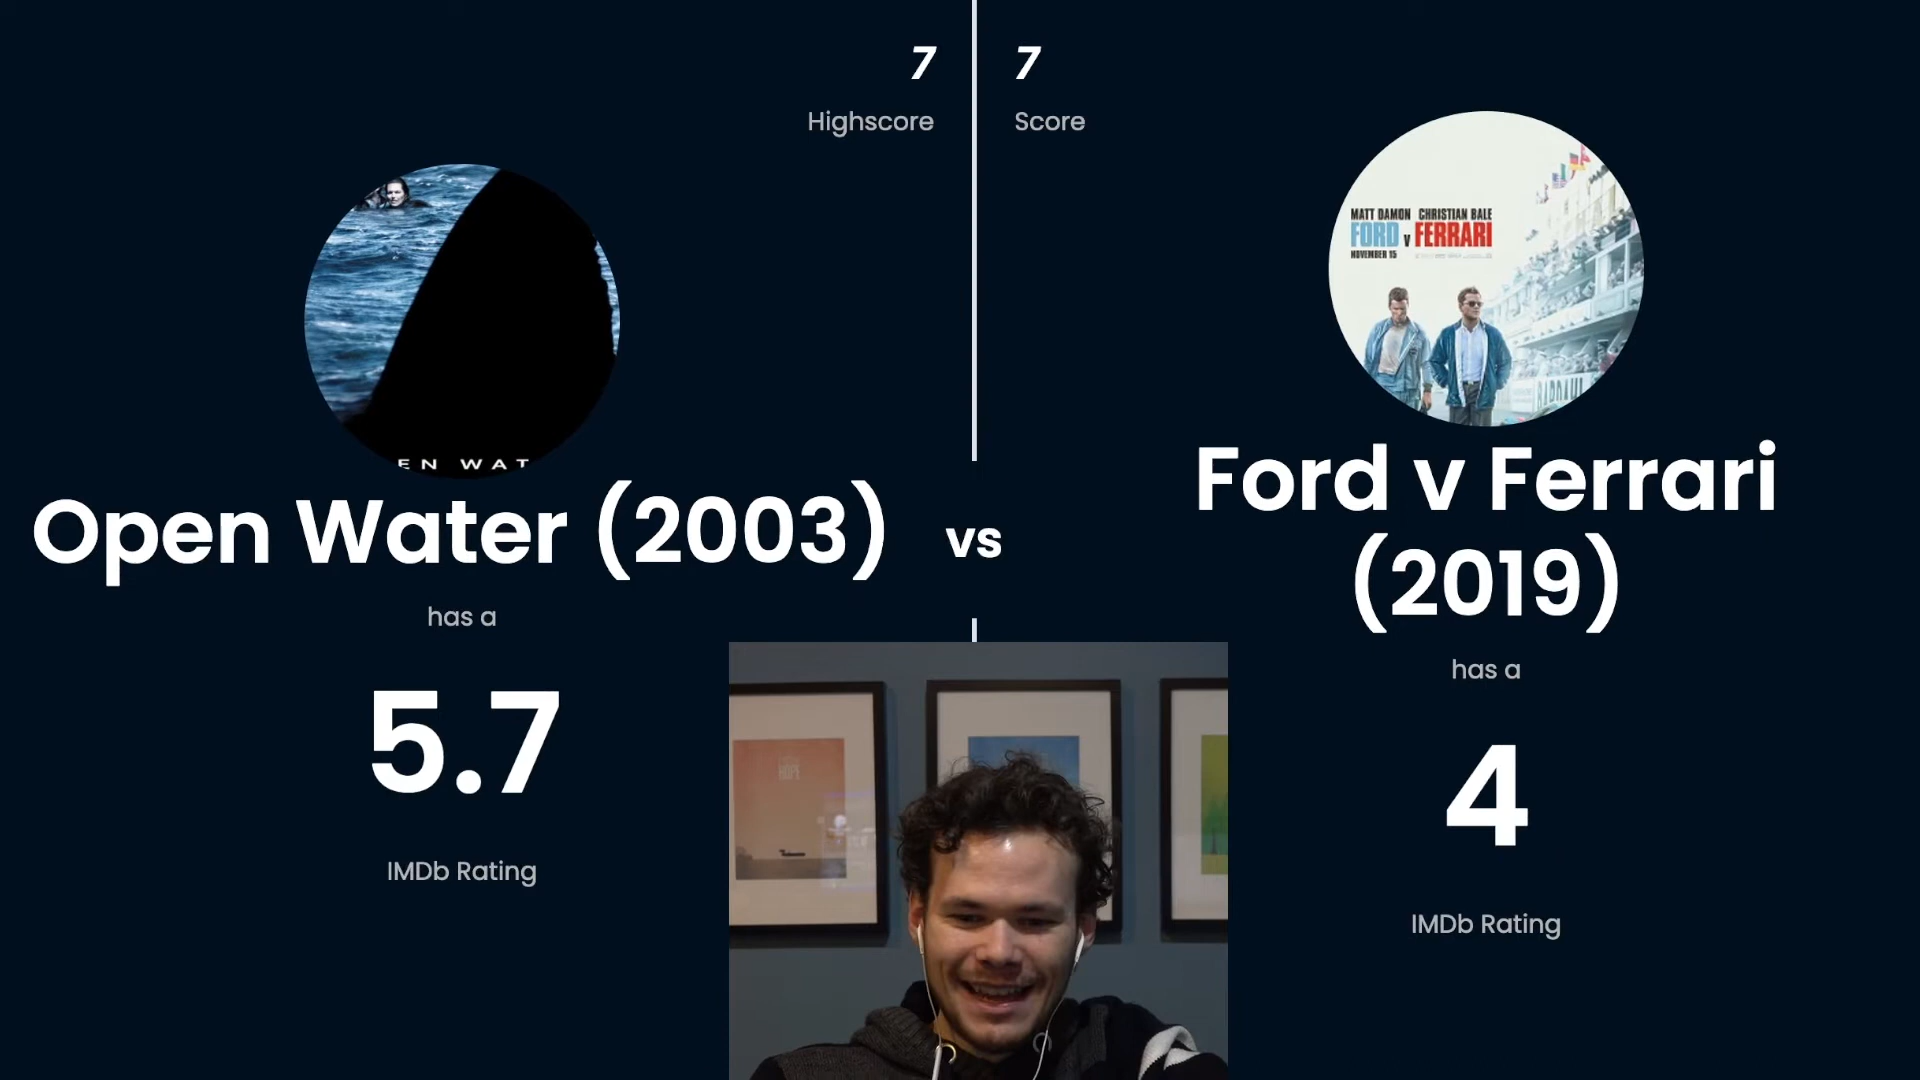 7
Highscore
7
Score
EN WAT
Open Water (2003)
has a
5.7
IMDb Rating
vs
MATT DAMON CHRISTIAN BALE
FORD v FERRARI
NOVEMBER 15
Ford v Ferrari
(2019)
has a
4
IMDb Rating
HOPE